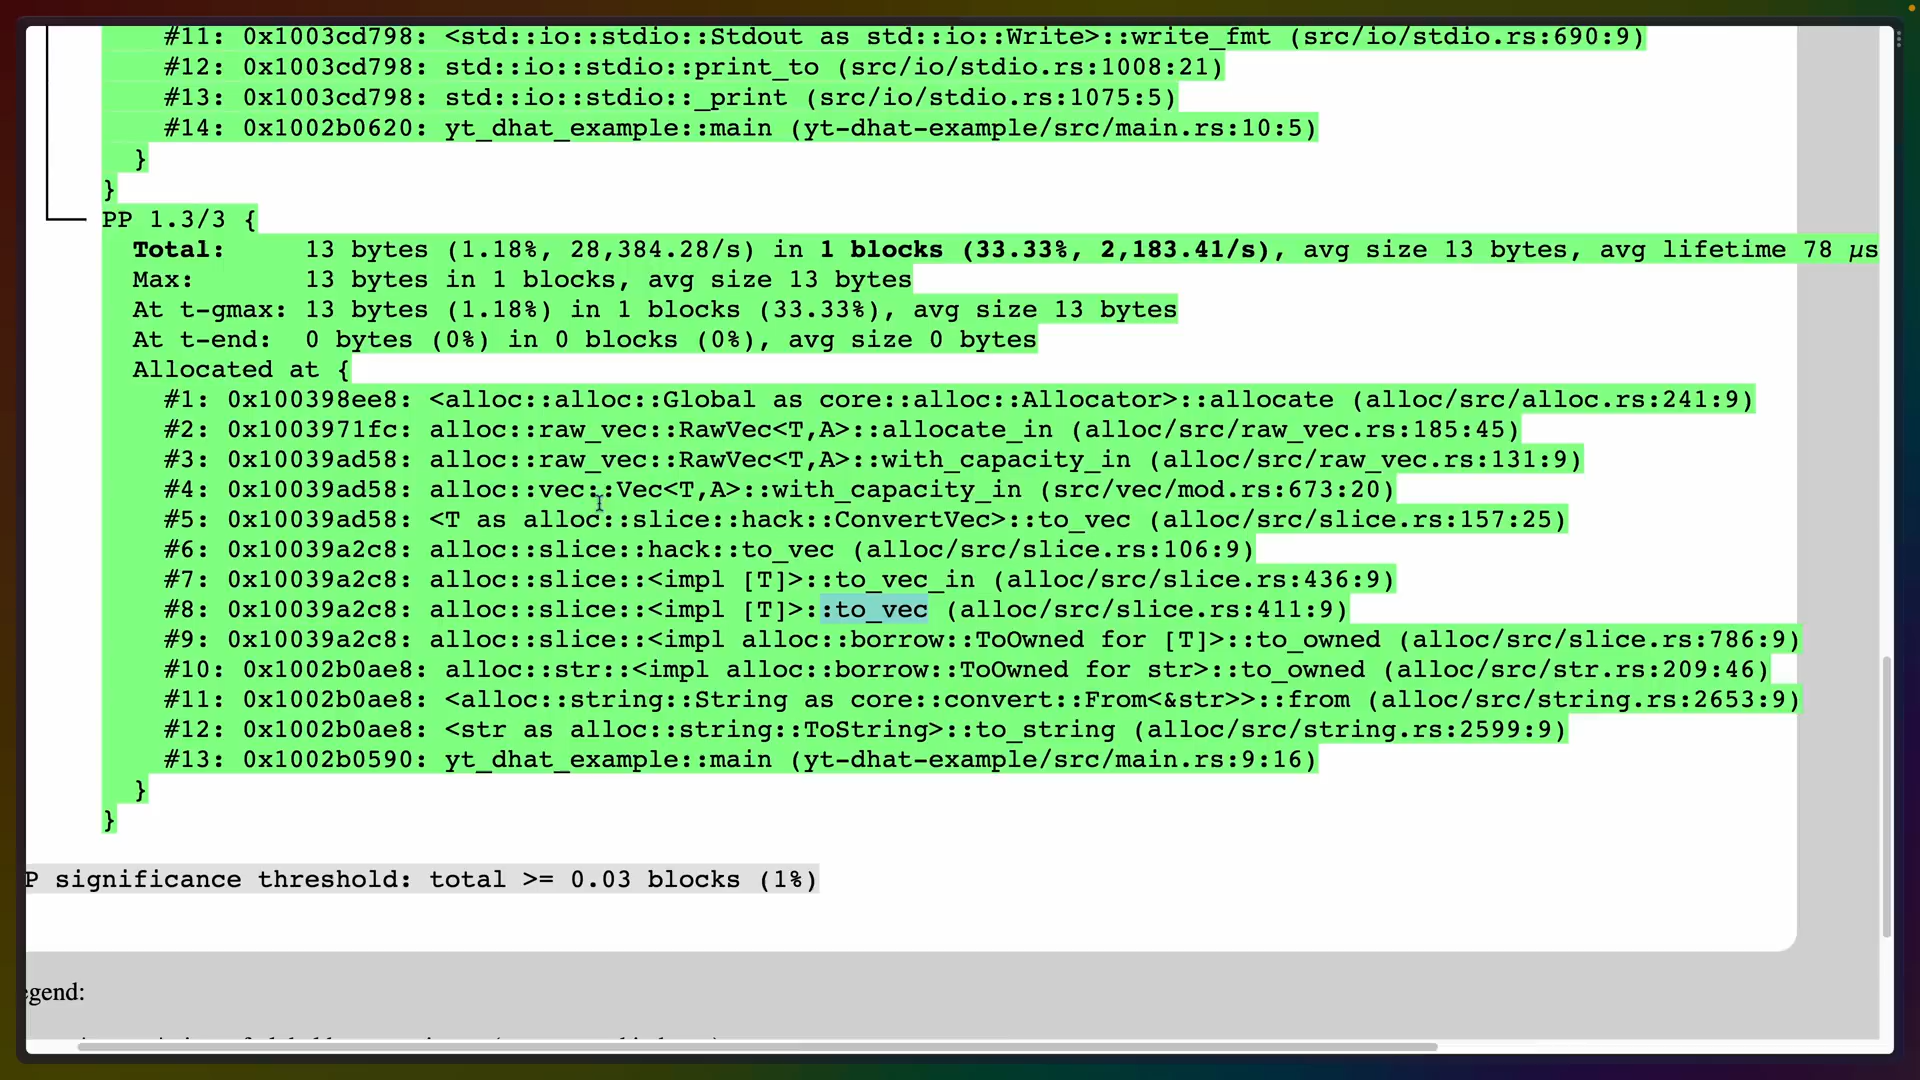 #11: 0x1003cd798: <std::io::stdio::Stdout as std::io::Write>::write_fmt (src/io/stdio.rs:690:9)
#12: 0x1003cd798: std::io::stdio::print_to (src/io/stdio.rs:1008:21)
#13: 0x1003cd798: std::io::stdio::_print (src/io/stdio.rs:1075:5)
#14: 0x1002b0620: yt_dhat_example::main (yt-dhat-example/src/main.rs:10:5)
}
}
PP 1.3/3 {
Total: 13 bytes (1.18%, 28,384.28/s) in 1 blocks (33.33%, 2,183.41/s), avg size 13 bytes, avg lifetime 78 µs
Max: 13 bytes in 1 blocks, avg size 13 bytes
At t-gmax: 13 bytes (1.18%) in 1 blocks (33.33%), avg size 13 bytes
At t-end: 0 bytes (0%) in 0 blocks (0%), avg size 0 bytes
Allocated at {
#1: 0x100398ee8: <alloc::alloc::Global as core::alloc::Allocator>::allocate (alloc/src/alloc.rs:241:9)
#2: 0x1003971fc: alloc::raw_vec::RawVec<T,A>::allocate_in (alloc/src/raw_vec.rs:185:45)
#3: 0x10039ad58: alloc::raw_vec::RawVec<T,A>::with_capacity_in (alloc/src/raw_vec.rs:131:9)
#4: 0x10039ad58: alloc::vec::Vec<T,A>::with_capacity_in (src/vec/mod.rs:673:20)
#5: 0x10039ad58: <T as alloc::slice::hack::ConvertVec>::to_vec (alloc/src/slice.rs:157:25)
#6: 0x10039a2c8: alloc::slice::hack::to_vec (alloc/src/slice.rs:106:9)
#7: 0x10039a2c8: alloc::slice::<impl [T]>::to_vec_in (alloc/src/slice.rs:436:9)
#8: 0x10039a2c8: alloc::slice::<impl [T]>::to_vec (alloc/src/slice.rs:411:9)
#9: 0x10039a2c8: alloc::slice::<impl alloc::borrow::ToOwned for [T]>::to_owned (alloc/src/slice.rs:786:9)
#10: 0x1002b0ae8: alloc::str::<impl alloc::borrow::ToOwned for str>::to_owned (alloc/src/str.rs:209:46)
#11: 0x1002b0ae8: <alloc::string::String as core::convert::From<&str>>::from (alloc/src/string.rs:2653:9)
#12: 0x1002b0ae8: <str as alloc::string::ToString>::to_string (alloc/src/string.rs:2599:9)
#13: 0x1002b0590: yt_dhat_example::main (yt-dhat-example/src/main.rs:9:16)
}
}
P significance threshold: total >= 0.03 blocks (1%)
egend: